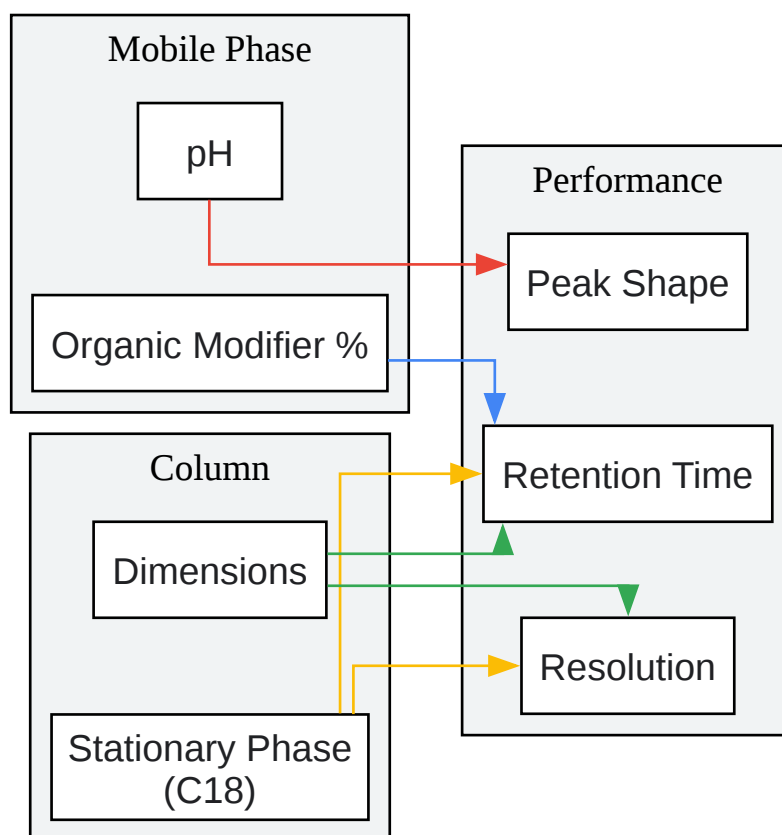 Mobile Phase
pH
Organic Modifier %
Column
Dimensions
Stationary Phase
(C18)
Performance
Peak Shape
Retention Time
Resolution